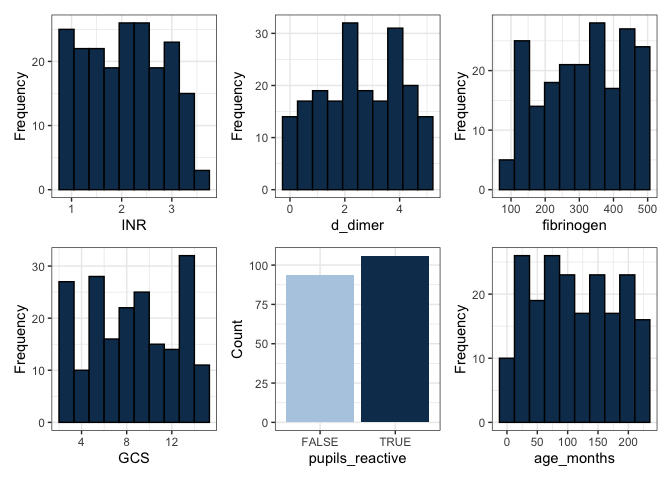 Frequency
0
10
20
1
2
3
INR
Frequency
0
10
20
30
0
2
4
d_dimer
Frequency
0
10
20
100
200
300
400
500
fibrinogen
Frequency
0
10
20
30
4
8
12
GCS
Count
0
25
50
75
100
FALSE
TRUE
pupils_reactive
Frequency
0
10
20
0
50
100
150
200
age_months